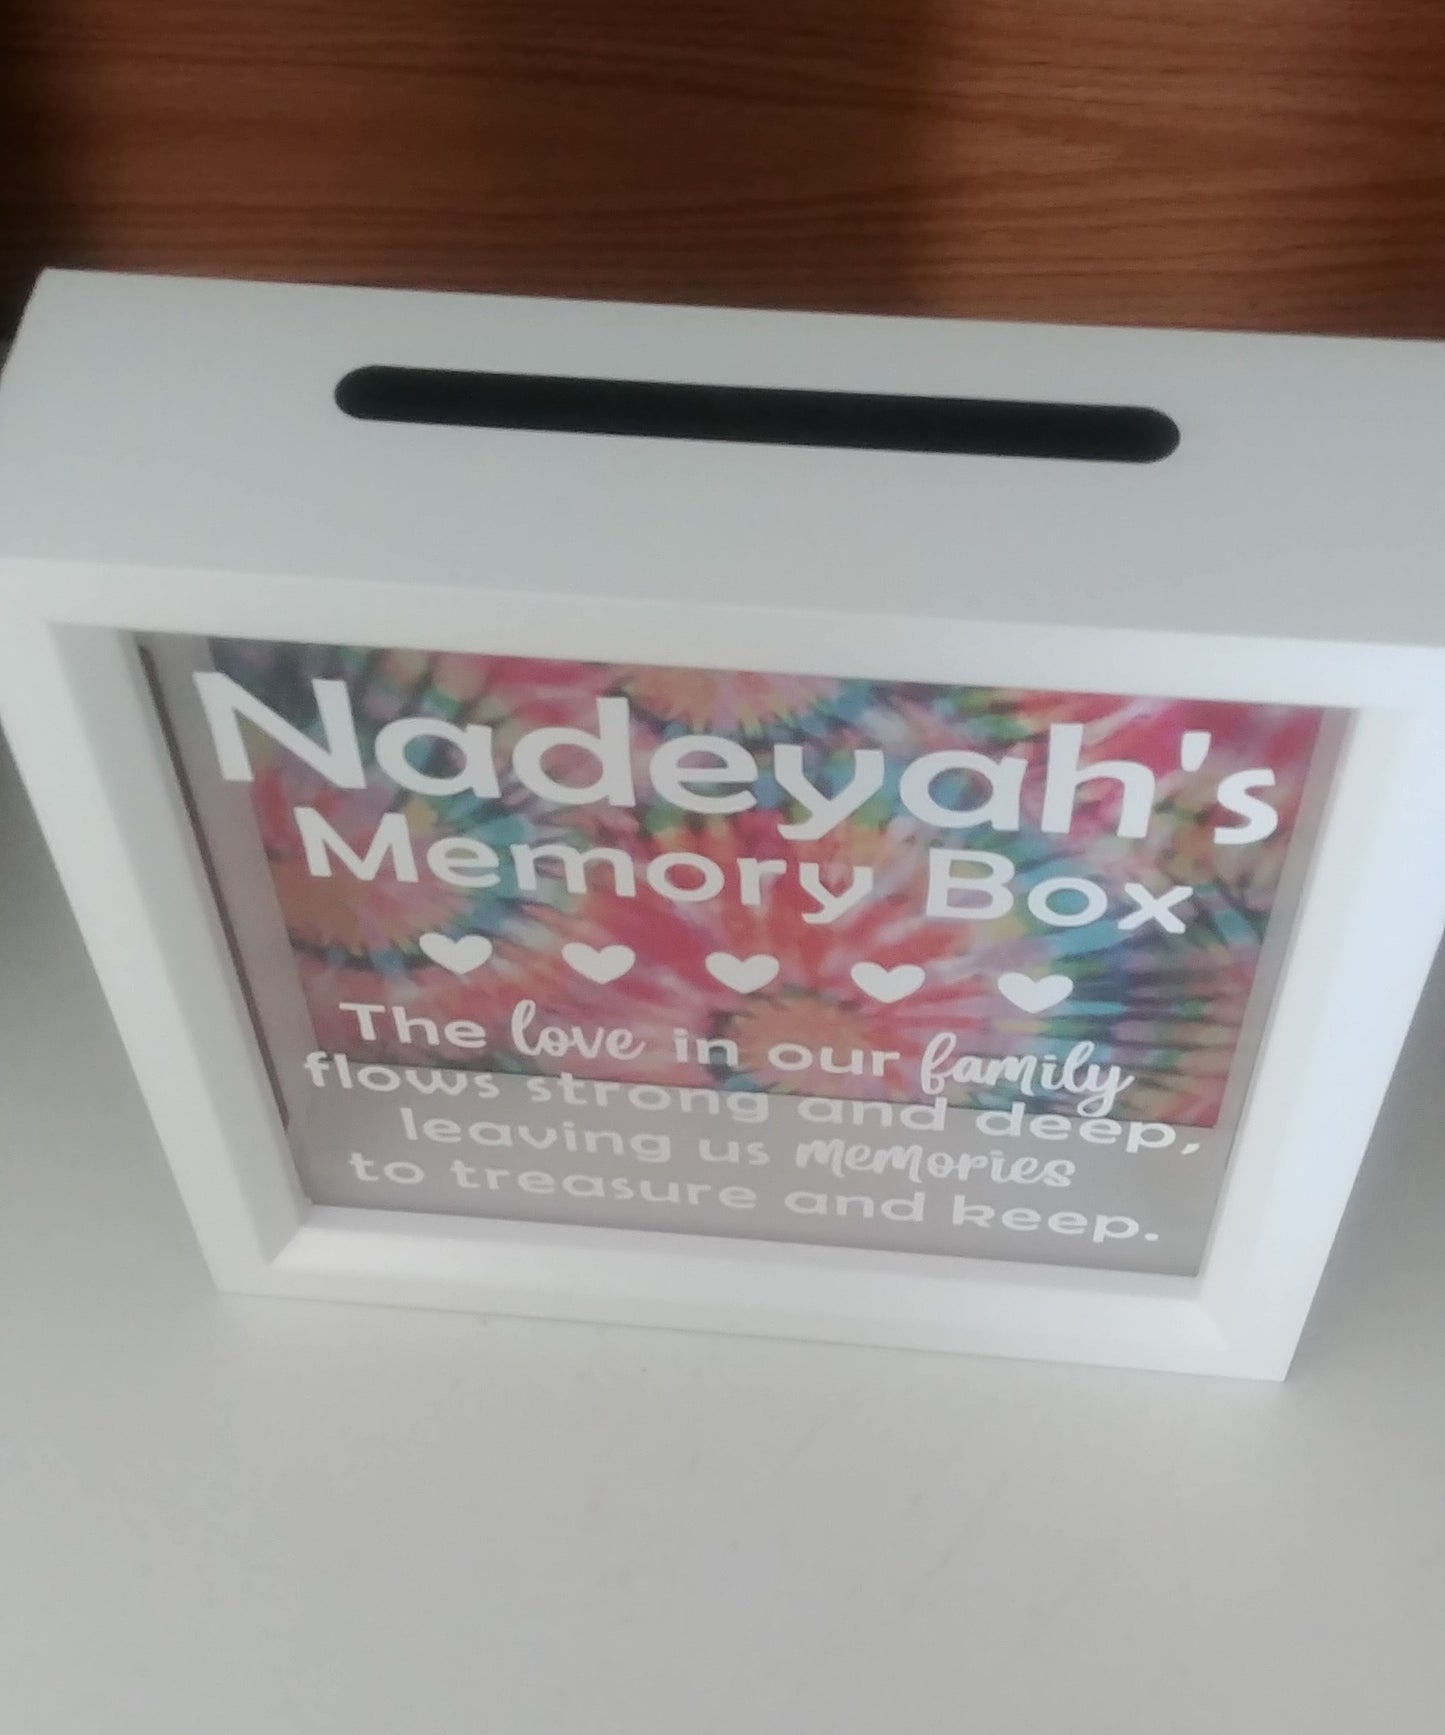 Nadeyah's
Memory Box
The love in our family
flows strong and deep,
leaving us memories
to treasure and keep.